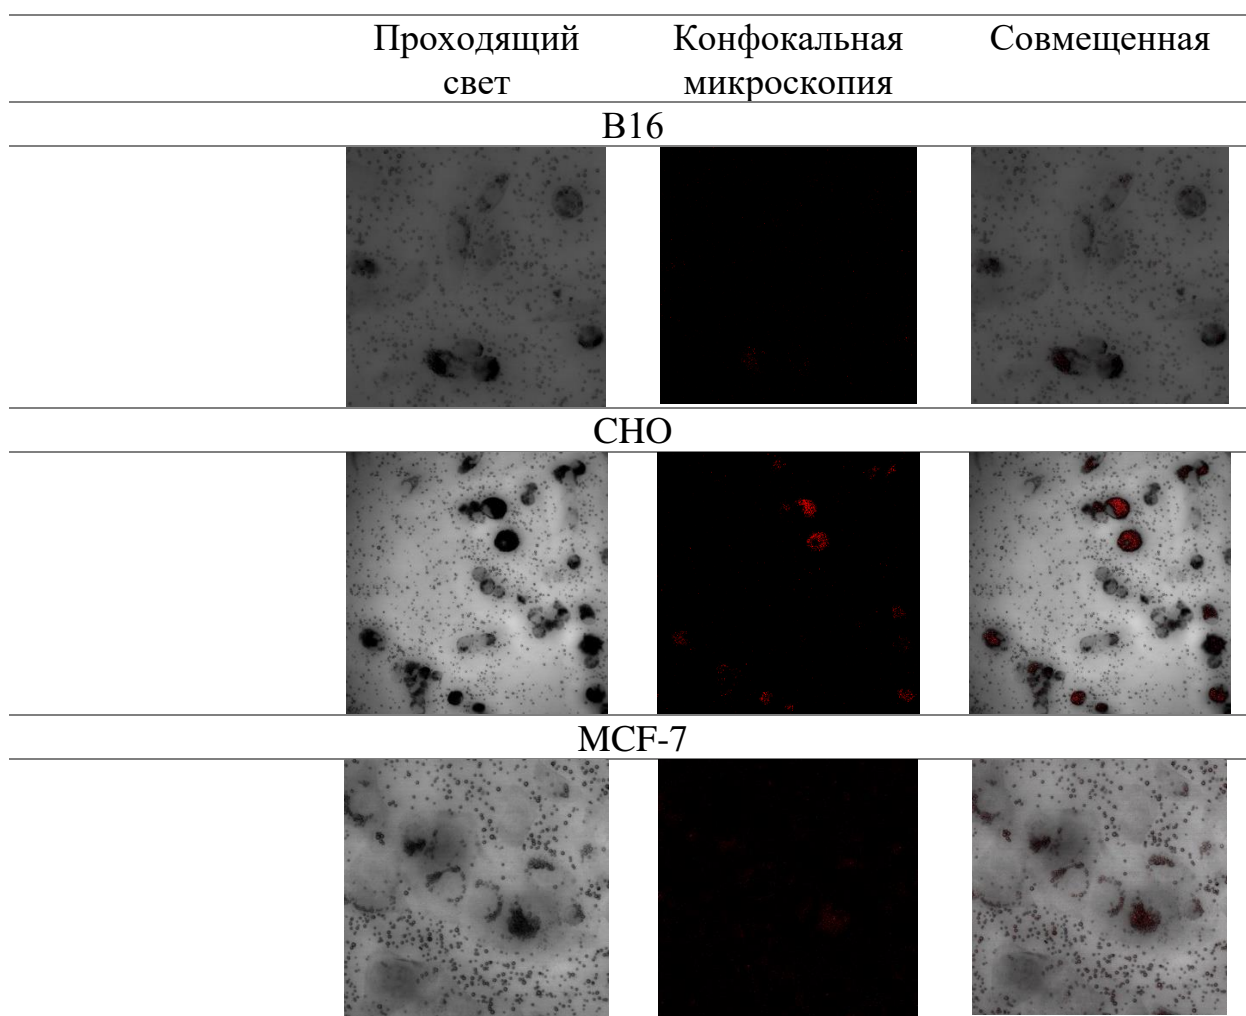 Проходящий свет
Конфокальная микроскопия
Совмещенная
B16
CHO
MCF-7